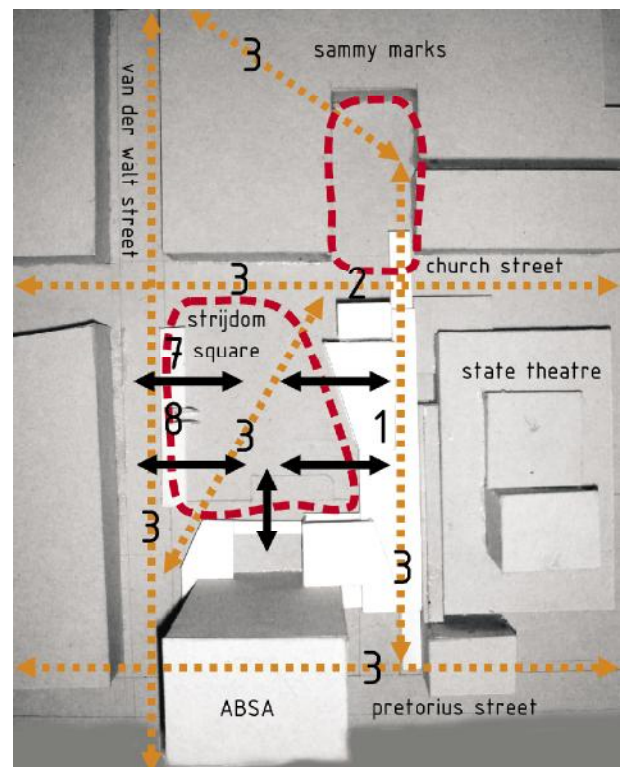 3
sammy marks
van der walt street
church street
3
2
strijdom
square
7
state theatre
8
3
1
3
3
3
ABSA
pretorius street